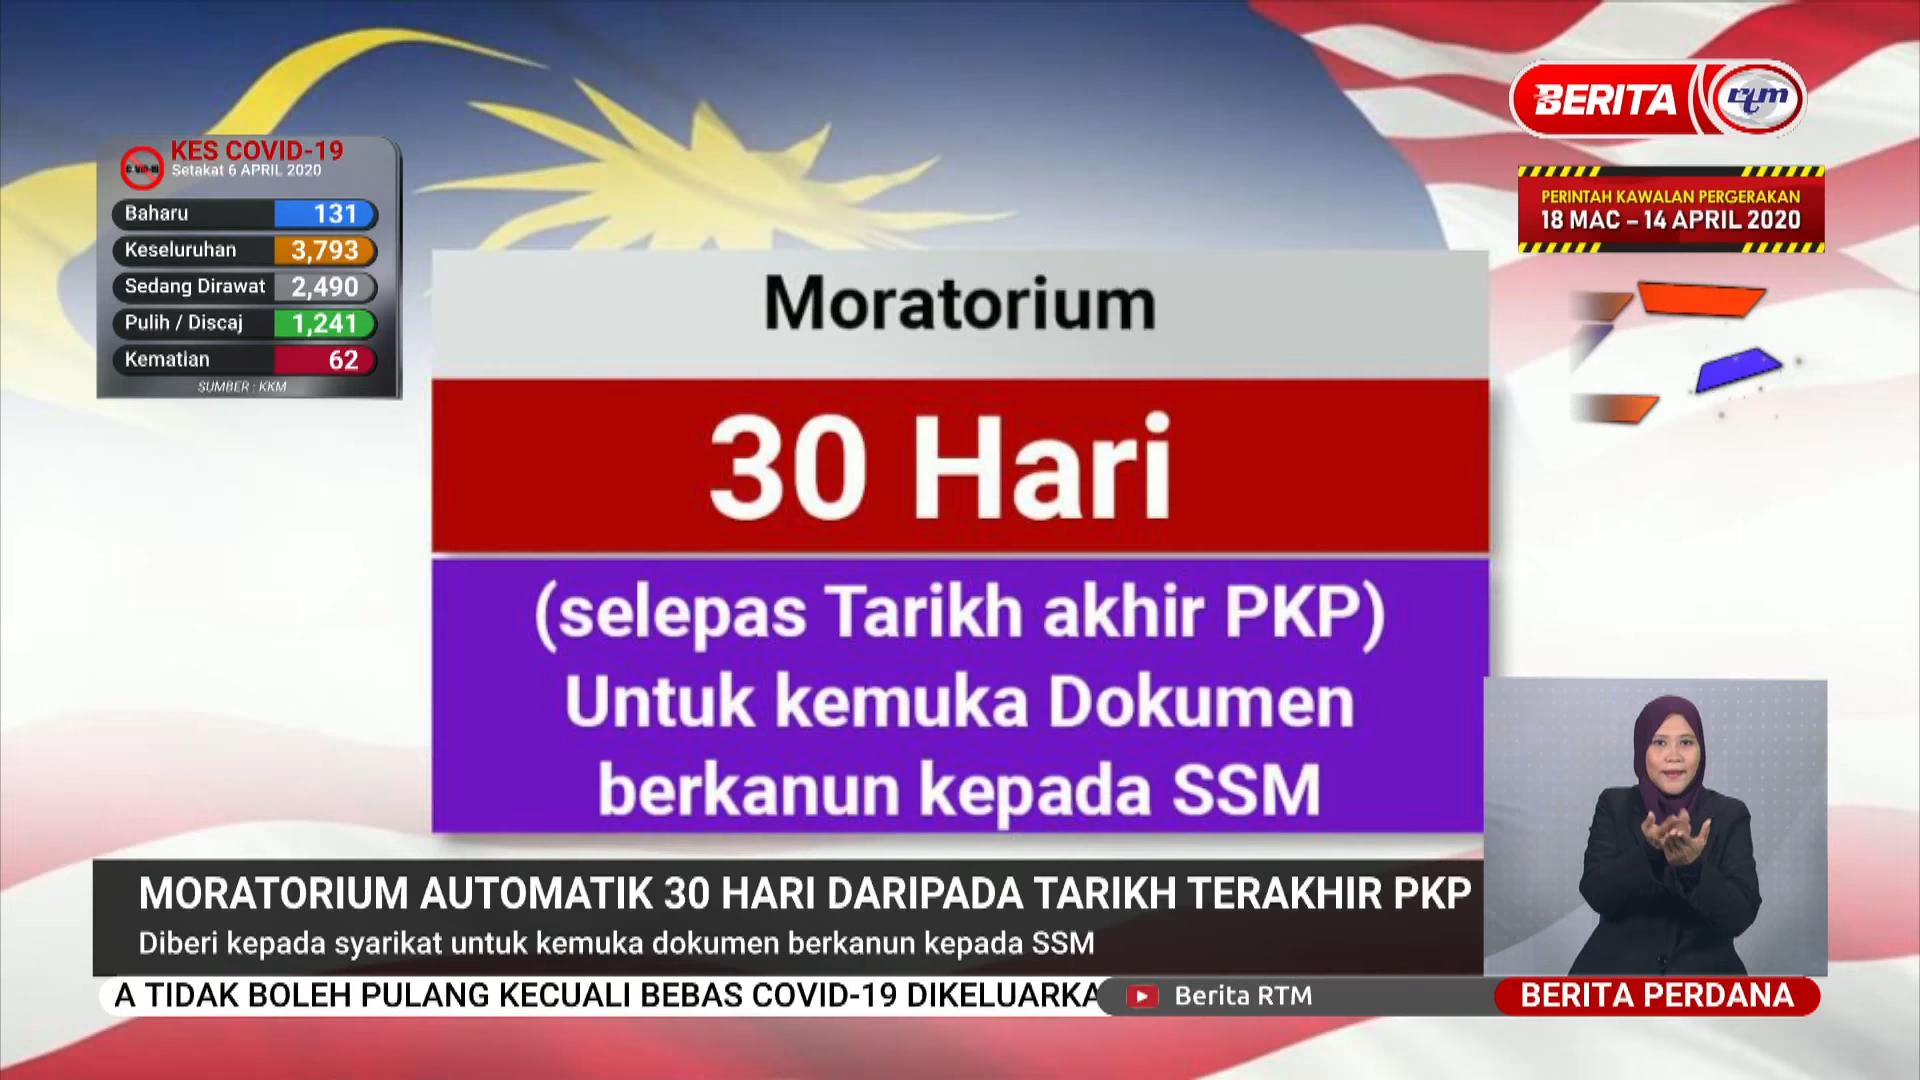 BERITA rtm
KES COVID-19
Setakat 6 APRIL 2020
Baharu 131
Keseluruhan 3,793
Sedang Dirawat 2,490
Pulih / Discaj 1,241
Kematian 62
SUMBER : KKM
PERINTAH KAWALAN PERGERAKAN
18 MAC – 14 APRIL 2020
Moratorium
30 Hari
(selepas Tarikh akhir PKP)
Untuk kemuka Dokumen
berkanun kepada SSM
MORATORIUM AUTOMATIK 30 HARI DARIPADA TARIKH TERAKHIR PKP
Diberi kepada syarikat untuk kemuka dokumen berkanun kepada SSM
A TIDAK BOLEH PULANG KECUALI BEBAS COVID-19 DIKELUARKA
Berita RTM
BERITA PERDANA